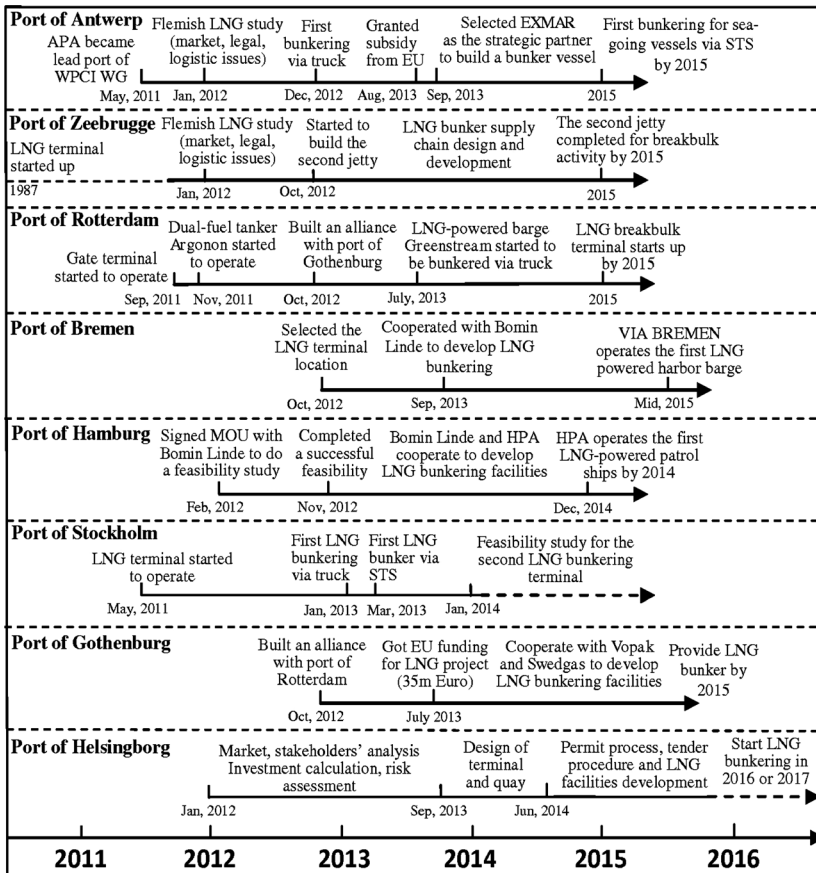 Port of Antwerp
APA became
lead port of
WPCI WG
Flemish LNG study
(market, legal,
logistic issues)
First
bunkering
via truck
Granted
subsidy
from EU
Selected EXMAR
as the strategic partner
to build a bunker vessel
First bunkering for sea-
going vessels via STS
by 2015
May, 2011
Jan, 2012
Dec, 2012
Aug, 2013
Sep, 2013
2015
Port of Zeebrugge
LNG terminal
started up
1987
Flemish LNG study
(market, legal,
logistic issues)
Started to
build the
second jetty
LNG bunker supply
chain design and
development
The second jetty
completed for breakbulk
activity by 2015
Jan, 2012
Oct, 2012
2015
Port of Rotterdam
Gate terminal
started to operate
Dual-fuel tanker
Argonon started
to operate
Built an alliance
with port of
Gothenburg
LNG-powered barge
Greenstream started to
be bunkered via truck
LNG breakbulk
terminal starts up
by 2015
Sep, 2011
Nov, 2011
Oct, 2012
July, 2013
2015
Port of Bremen
Selected the
LNG terminal
location
Cooperated with Bomin
Linde to develop LNG
bunkering
VIA BREMEN
operates the first LNG
powered harbor barge
Oct, 2012
Sep, 2013
Mid, 2015
Port of Hamburg
Signed MOU with
Bomin Linde to do
a feasibility study
Completed
a successful
feasibility
Bomin Linde and HPA
cooperate to develop
LNG bunkering facilities
HPA operates the first
LNG-powered patrol
ships by 2014
Feb, 2012
Nov, 2012
Dec, 2014
Port of Stockholm
LNG terminal started
to operate
First LNG
bunkering
via truck
First LNG
bunker via
STS
Feasibility study for the
second LNG bunkering
terminal
May, 2011
Jan, 2013
Mar, 2013
Jan, 2014
Port of Gothenburg
Built an alliance
with port of
Rotterdam
Got EU funding
for LNG project
(35m Euro)
Cooperate with Vopak
and Swedgas to develop
LNG bunkering facilities
Provide LNG
bunker by
2015
Oct, 2012
July 2013
Port of Helsingborg
Market, stakeholders' analysis
Investment calculation, risk
assessment
Design of
terminal
and quay
Permit process, tender
procedure and LNG
facilities development
Start LNG
bunkering in
2016 or 2017
Jan, 2012
Sep, 2013
Jun, 2014
2011
2012
2013
2014
2015
2016